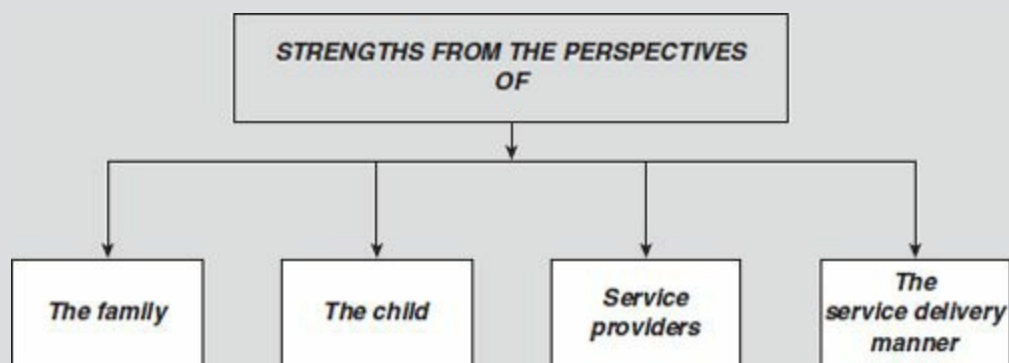 STRENGTHS FROM THE PERSPECTIVES
OF
The family
The child
Service
providers
The
service delivery
manner